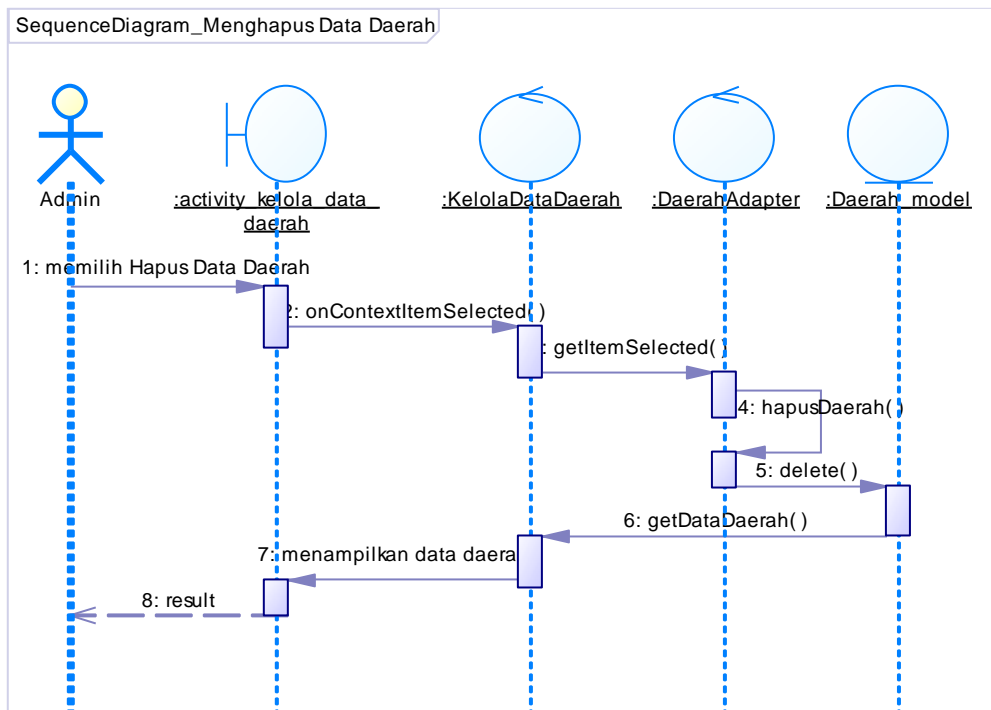 SequenceDiagram_Menghapus Data Daerah
Admin
:activity_kelola_data_
daerah
:KelolaDataDaerah
:DaerahAdapter
:Daerah_model
1: memilih Hapus Data Daerah
2: onContextItemSelected( )
: getItemSelected( )
4: hapusDaerah( )
5: delete( )
6: getDataDaerah( )
7: menampilkan data daera
8: result